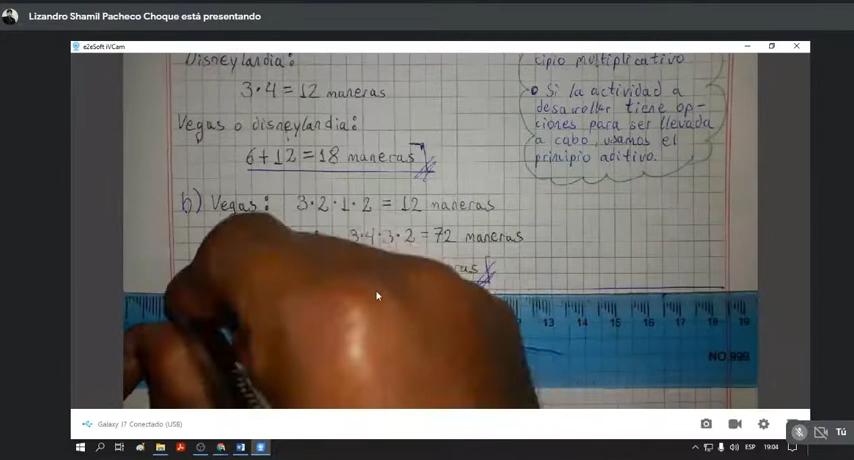 Lizandro Shamil Pacheco Choque está presentando
e2eSoft iVCam
Disneylandia:
3·4 = 12 maneras
Vegas o disneylandia:
6+12 = 18 maneras
b) Vegas: 3·2·1·2 = 12 maneras
3·4·3·2 = 72 maneras
ras
cipio multiplicativo
Si la actividad a
desarrollar tiene op-
ciones para ser llevada
a cabo, usamos el
principio aditivo.
13 14 15 16 17 18 19
NO.999
Galaxy J7 Conectado (USB)
Tú
ESP 19:04